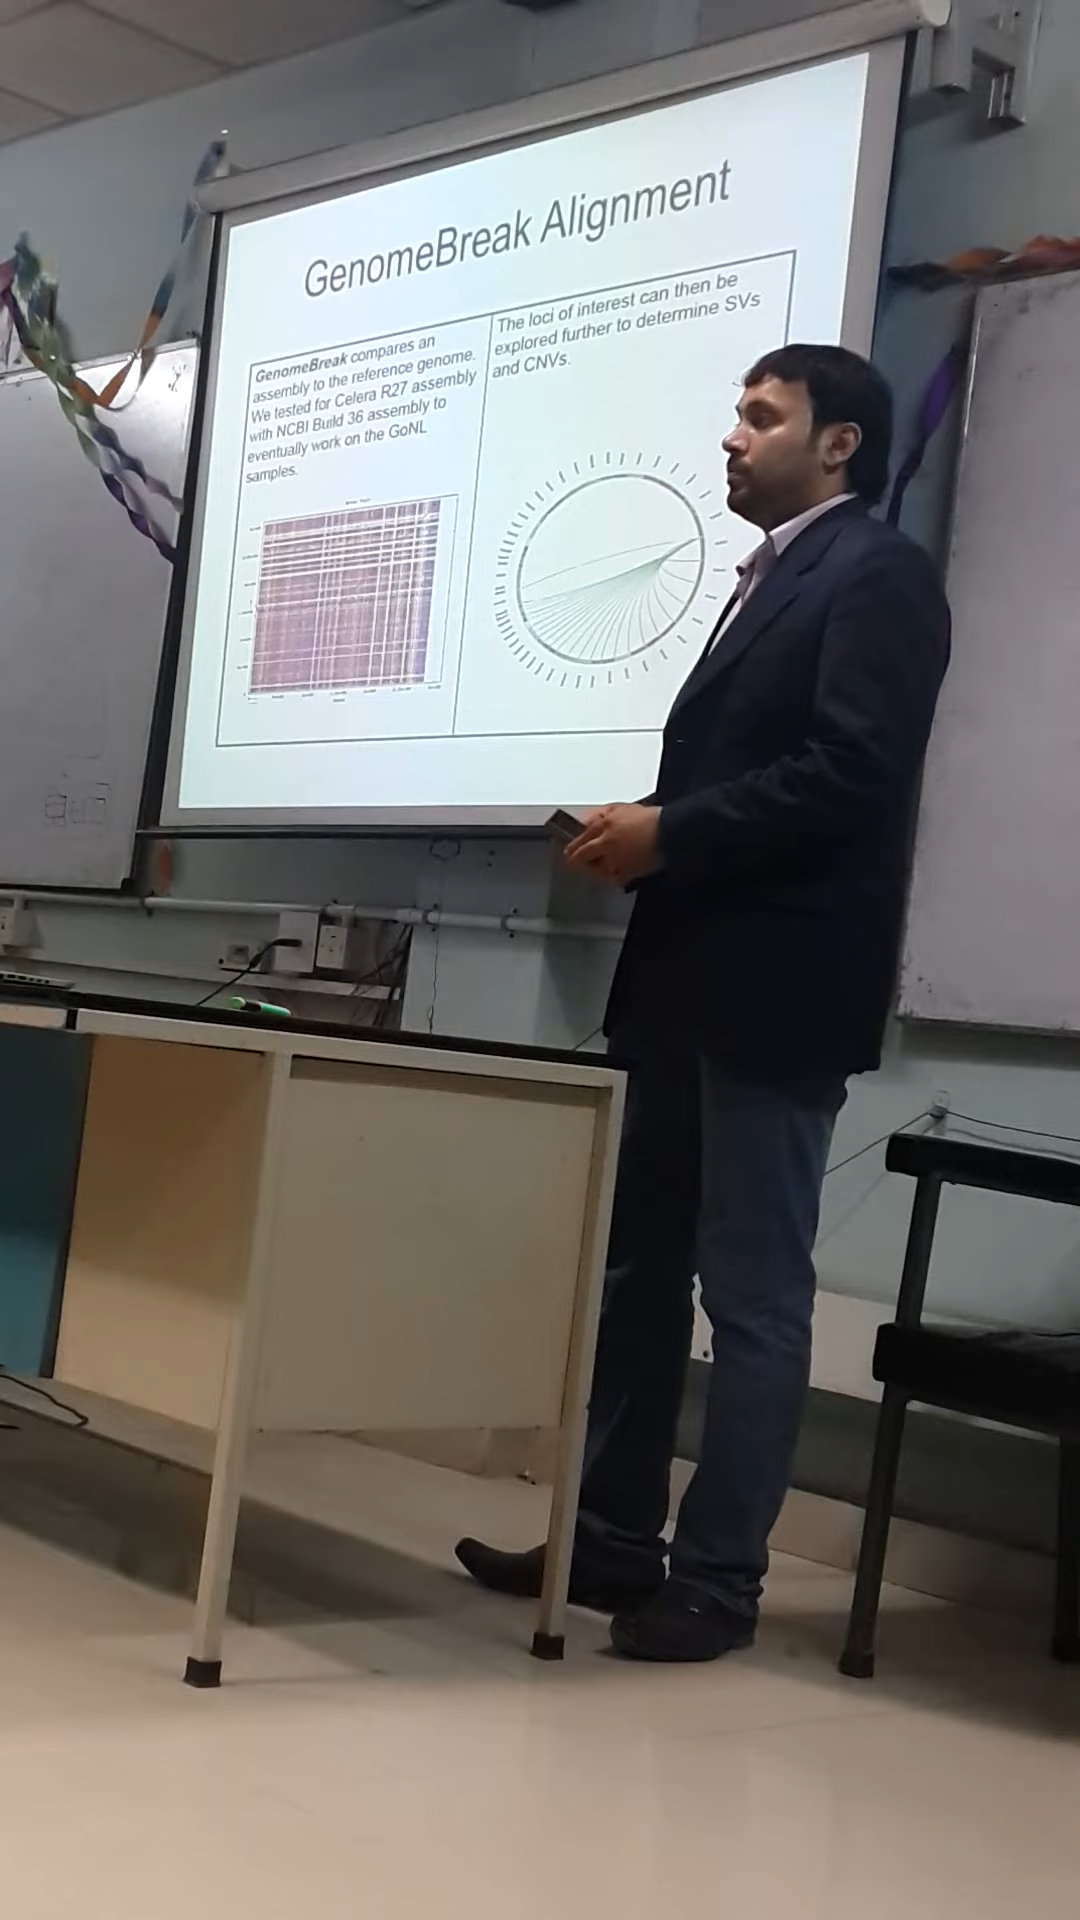 GenomeBreak Alignment
GenomeBreak compares an
assembly to the reference genome.
We tested for Celera R27 assembly
with NCBI Build 36 assembly to
eventually work on the GoNL
samples.
The loci of interest can then be
explored further to determine SVs
and CNVs.